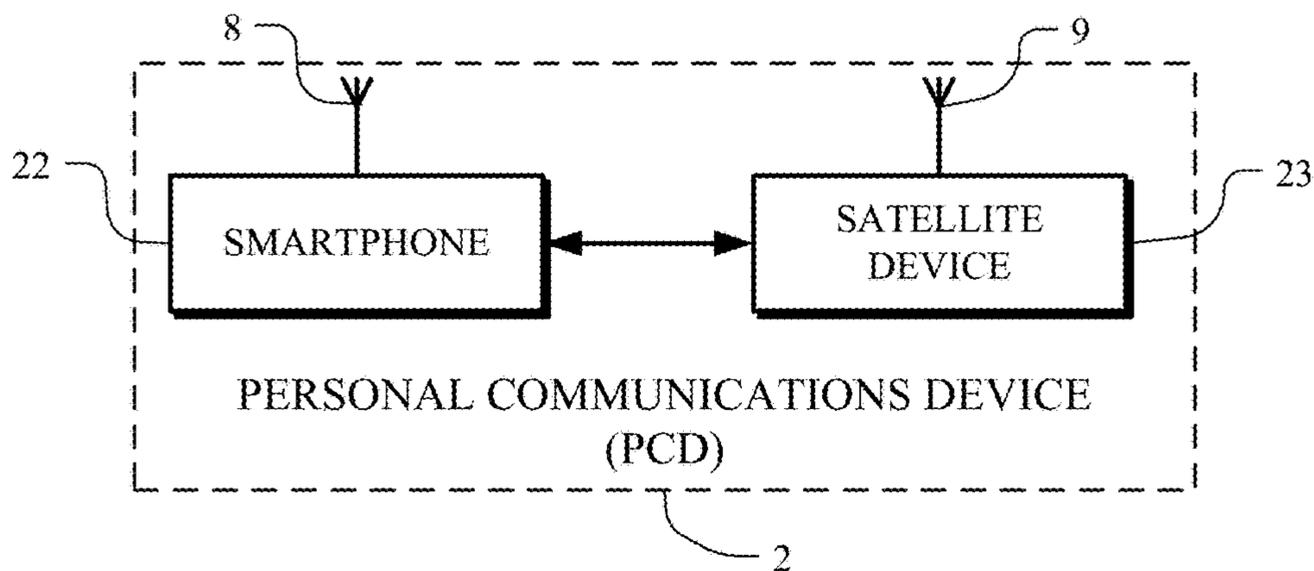 8
9
22
SMARTPHONE
SATELLITE
DEVICE
23
PERSONAL COMMUNICATIONS DEVICE
(PCD)
2